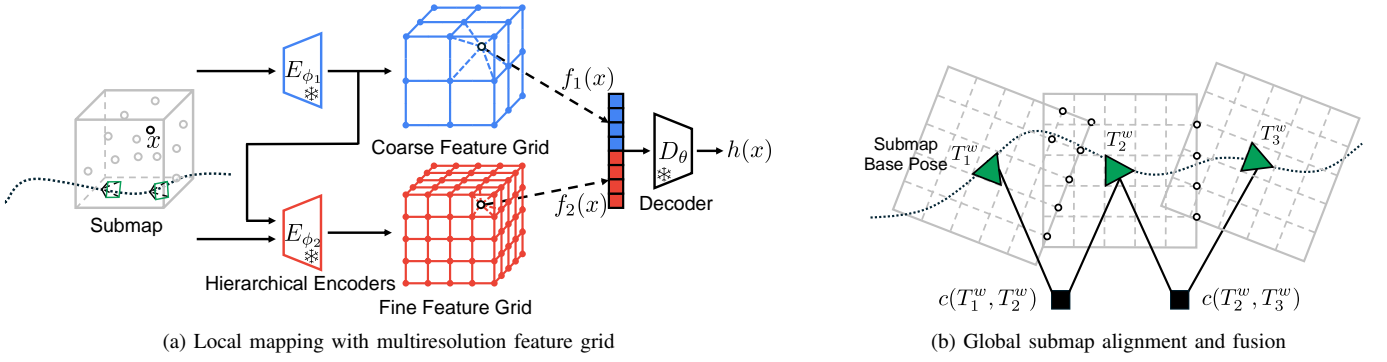 x
Submap
E_{ϕ_1}
E_{ϕ_2}
Hierarchical Encoders
Coarse Feature Grid
Fine Feature Grid
f_1(x)
f_2(x)
D_θ
Decoder
h(x)
(a) Local mapping with multiresolution feature grid
Submap
Base Pose
T_1^w
T_2^w
T_3^w
c(T_1^w, T_2^w)
c(T_2^w, T_3^w)
(b) Global submap alignment and fusion